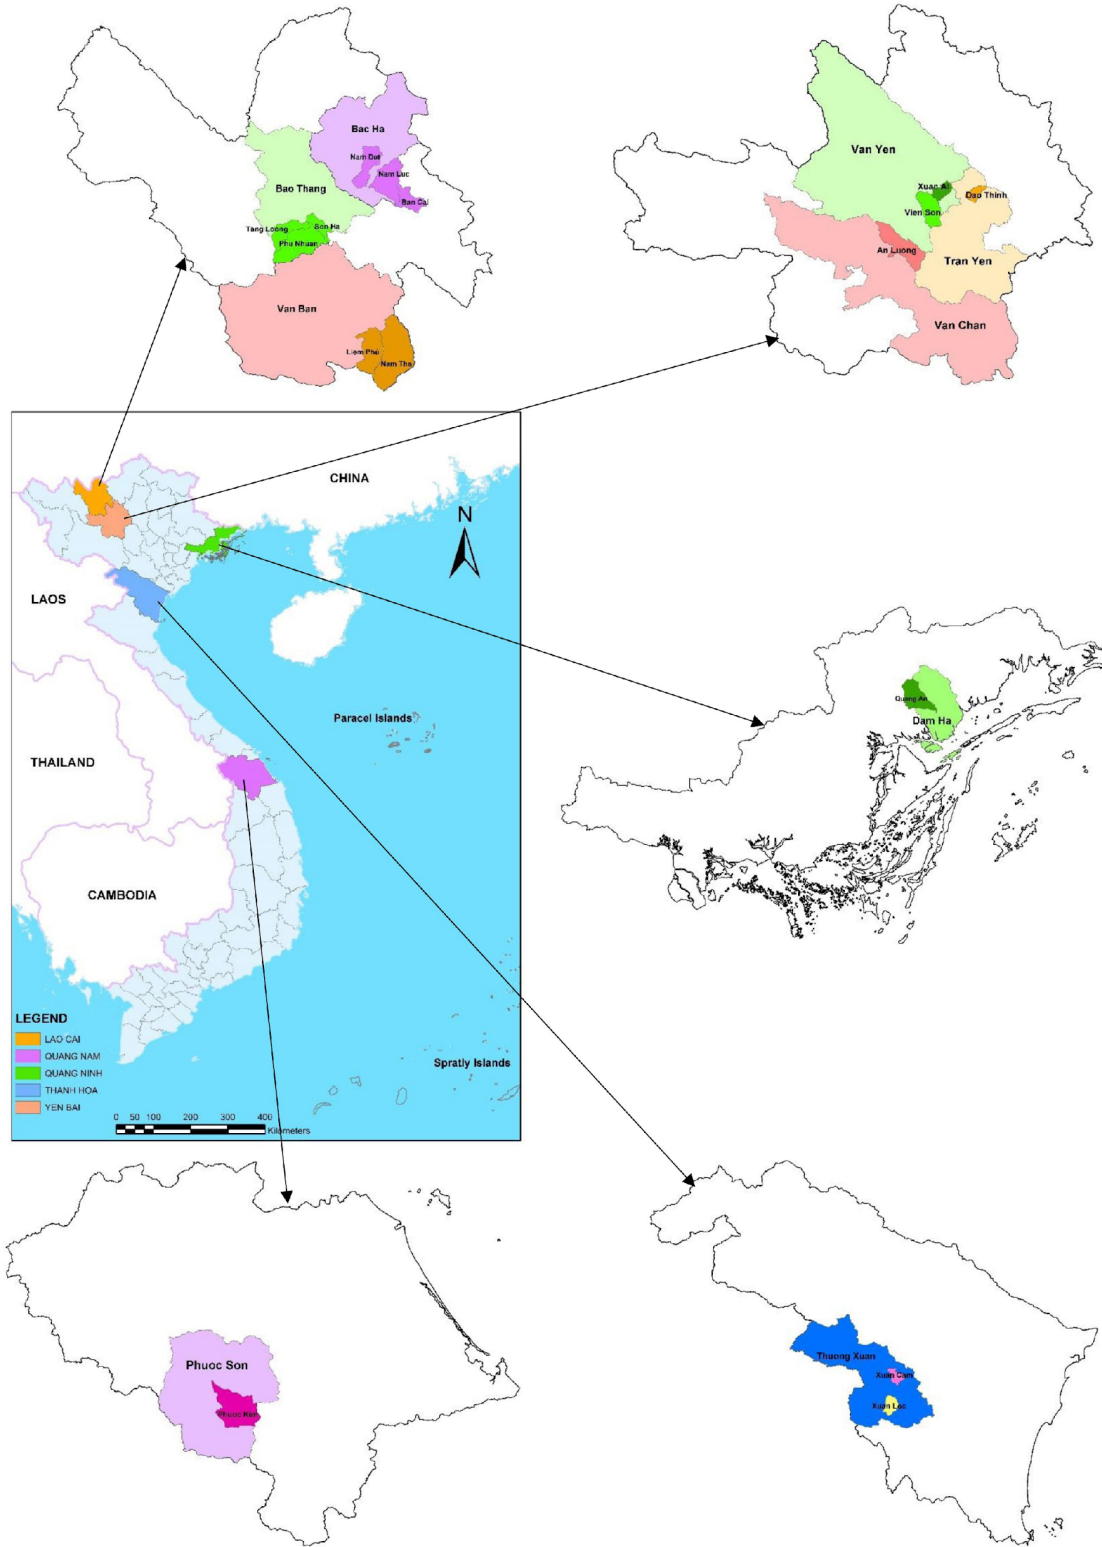 Bac Ha
Nam Det
Nam Luc
Ban Cai
Bao Thang
Tang Loong
Son Ha
Phu Nhuan
Van Ban
Liem Phu
Nam Tha
Van Yen
Xuan Ai
Dao Thinh
Vien Son
An Luong
Tran Yen
Van Chan
CHINA
N
LAOS
Paracel Islands
THAILAND
CAMBODIA
Spratly Islands
LEGEND
LAO CAI
QUANG NAM
QUANG NINH
THANH HOA
YEN BAI
0 50 100 200 300 400
Kilometers
Quang An
Dam Ha
Phuoc Son
Phuoc Kim
Thuong Xuan
Xuan Cam
Xuan Loc